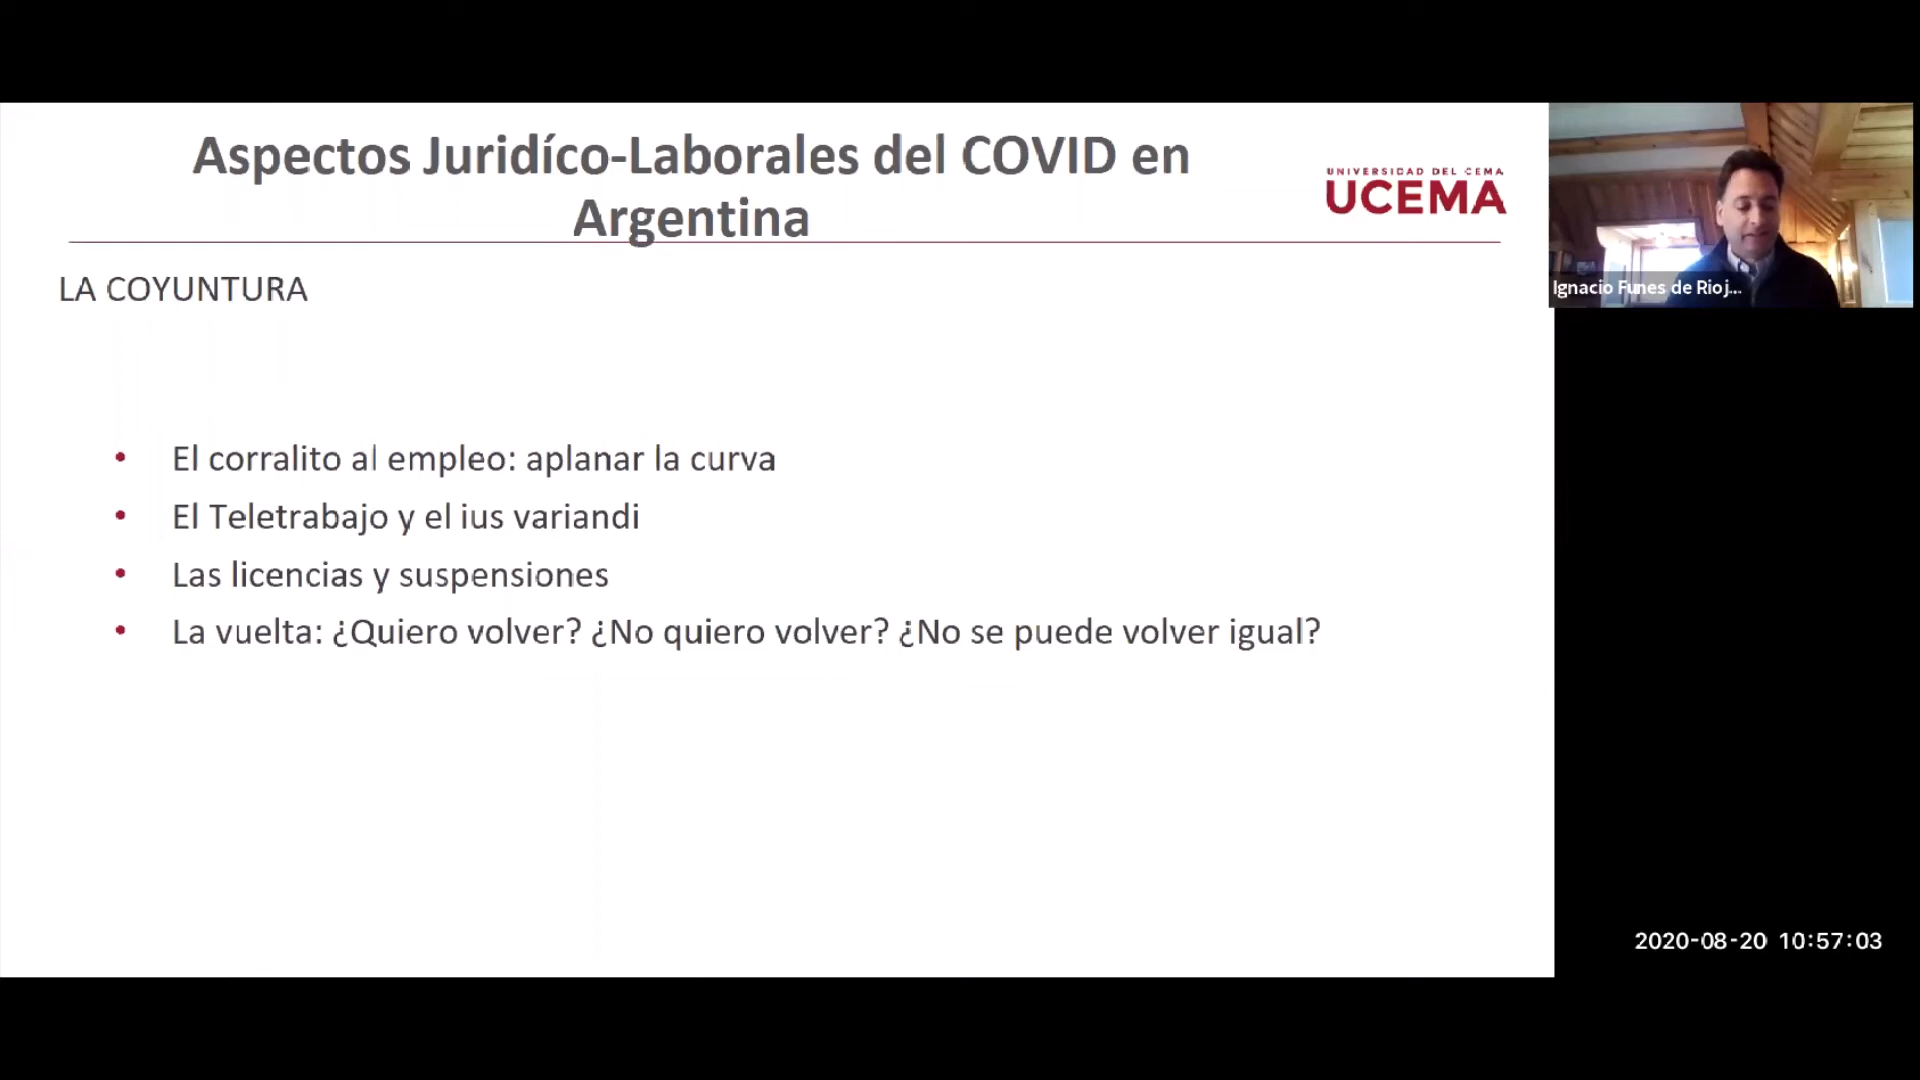 Aspectos Juridíco-Laborales del COVID en
Argentina
UNIVERSIDAD DEL CEMA
UCEMA
Ignacio Funes de Rioj...
LA COYUNTURA
• El corralito al empleo: aplanar la curva
• El Teletrabajo y el ius variandi
• Las licencias y suspensiones
• La vuelta: ¿Quiero volver? ¿No quiero volver? ¿No se puede volver igual?
2020-08-20 10:57:03